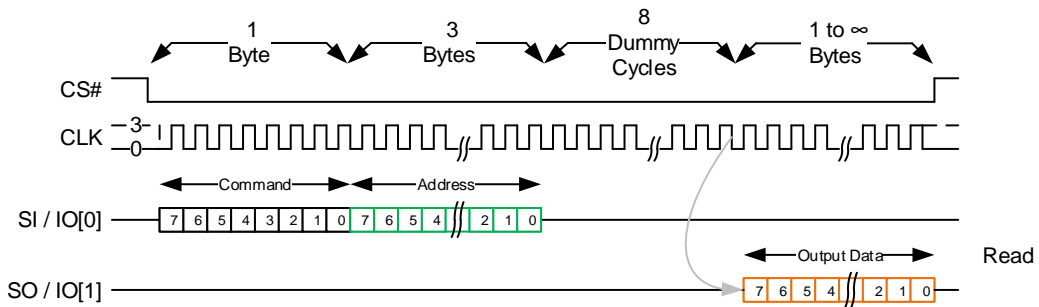 1
Byte
3
Bytes
8
Dummy
Cycles
1 to ∞
Bytes
CS#
CLK
3
0
Command
Address
SI / IO[0]
7 6 5 4 3 2 1 0 7 6 5 4 2 1 0
Output Data
Read
SO / IO[1]
7 6 5 4 2 1 0